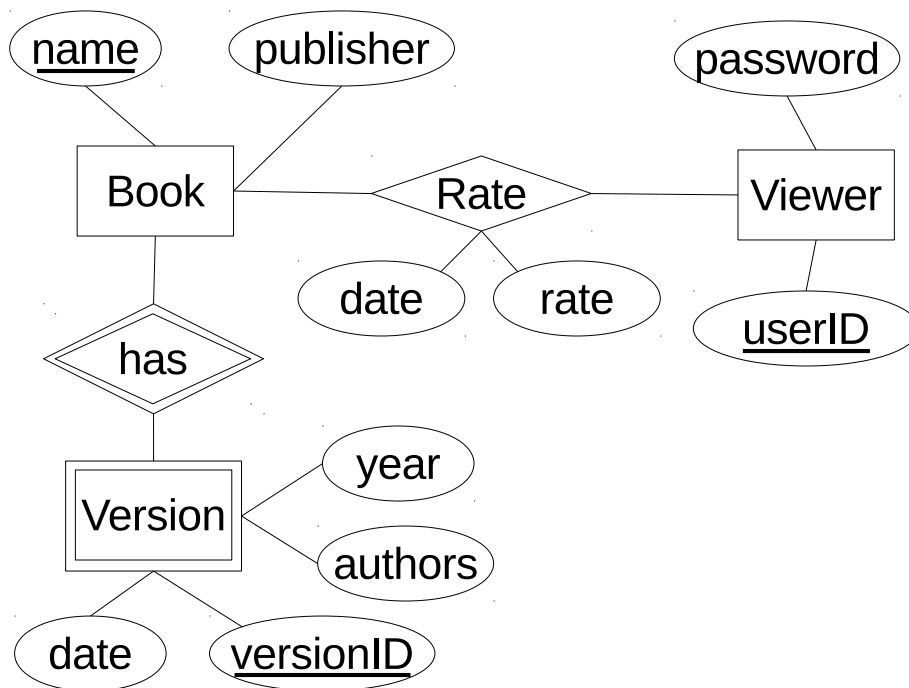 name
publisher
password
Book
Rate
Viewer
date
rate
userID
has
year
Version
authors
date
versionID